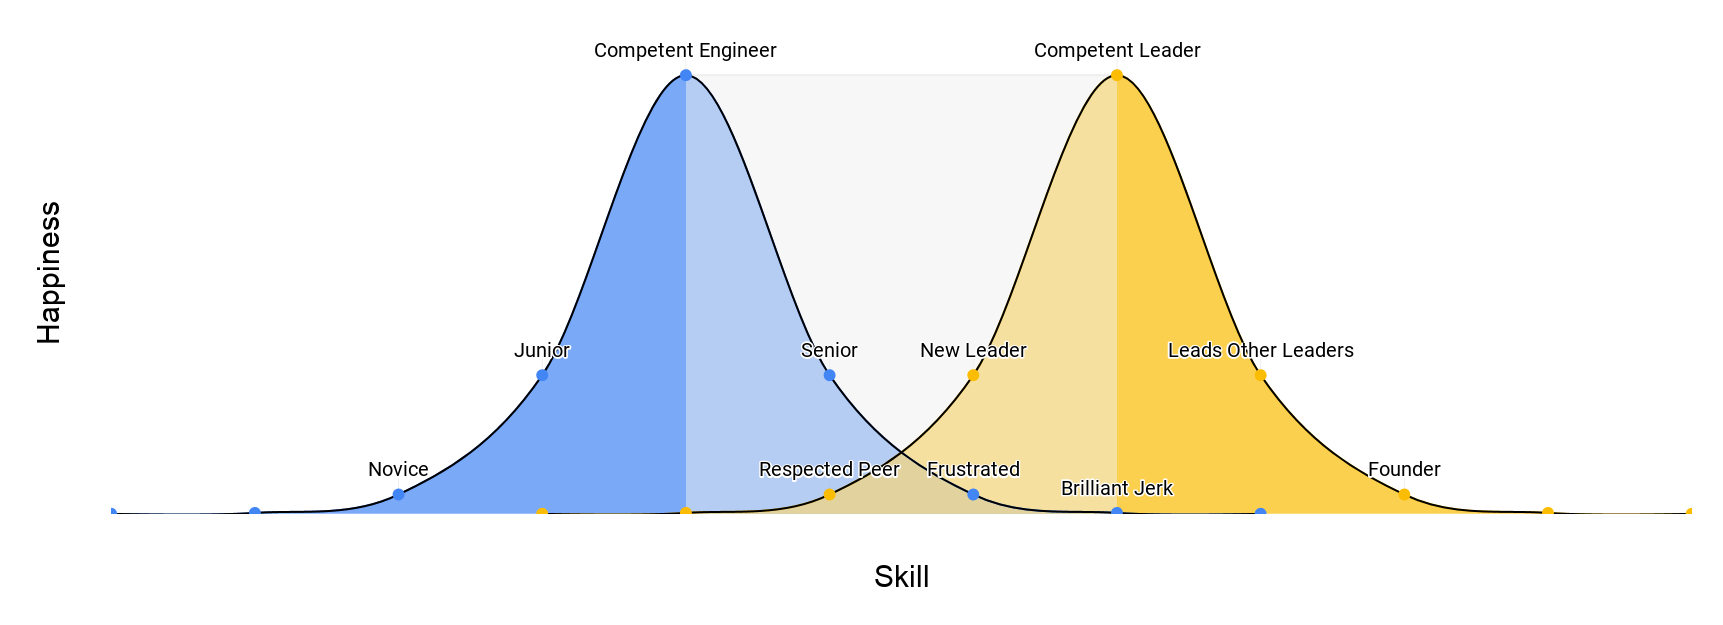 Competent Engineer
Competent Leader
Happiness
Junior
Senior
New Leader
Leads Other Leaders
Novice
Respected Peer
Frustrated
Brilliant Jerk
Founder
Skill